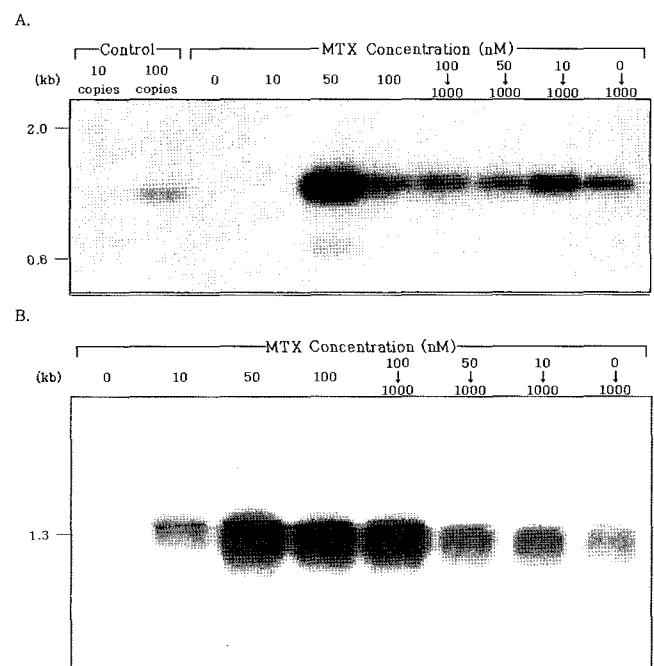 A.
Control MTX Concentration (nM)
(kb) 10 copies 100 copies 0 10 50 100 100 ↓ 1000 50 ↓ 1000 10 ↓ 1000 0 ↓ 1000
2.0
0.6
B.
MTX Concentration (nM)
(kb) 0 10 50 100 100 ↓ 1000 50 ↓ 1000 10 ↓ 1000 0 ↓ 1000
1.3